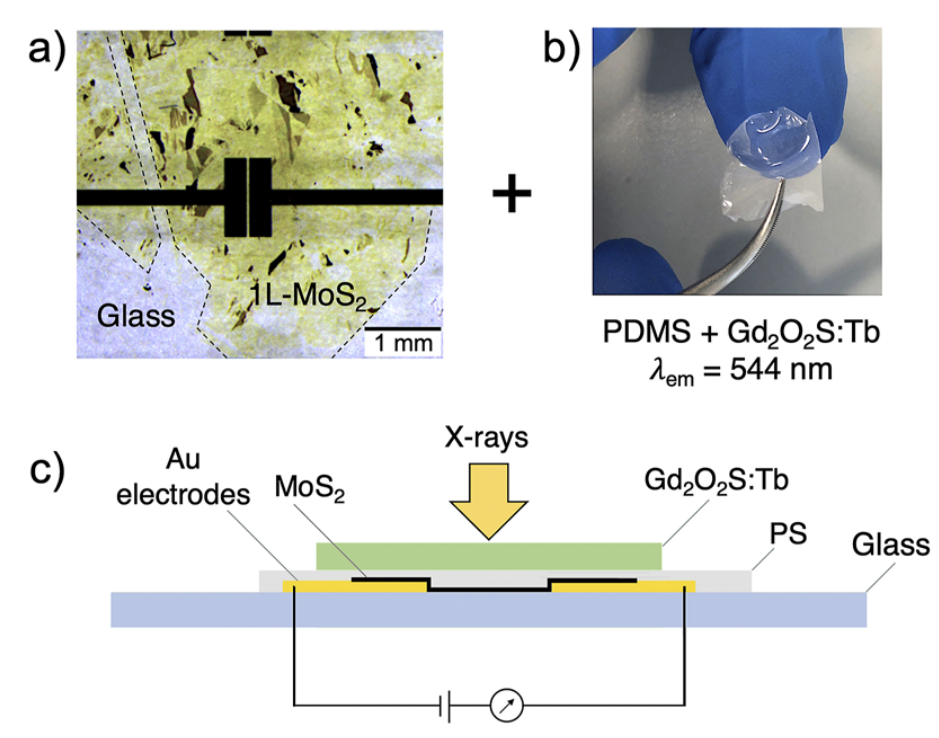 a)
Glass
1L-MoS₂
1 mm
+
b)
PDMS + Gd₂O₂S:Tb
λem = 544 nm
c)
X-rays
Au
electrodes
MoS₂
Gd₂O₂S:Tb
PS
Glass